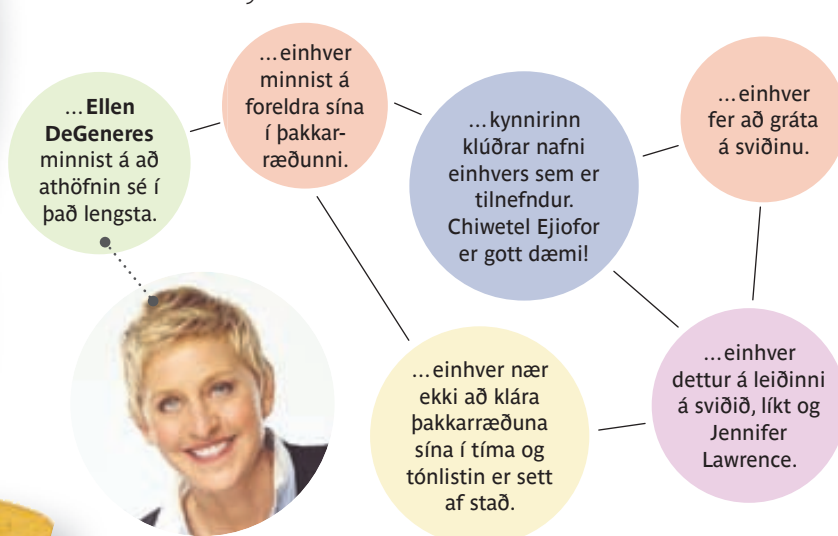 …Ellen
DeGeneres
minnist á að
athöfnin sé í
það lengsta.
…einhver
minnist á
foreldra sína
í þakkar-
ræðunni.
…kynnirinn
klúðrar nafni
einhvers sem er
tilnefndur.
Chiwetel Ejiofor
er gott dæmi!
…einhver
fer að gráta
á sviðinu.
…einhver nær
ekki að klára
þakkarræðuna
sína í tíma og
tónlistin er sett
af stað.
…einhver
dettur á leiðinni
á sviðið, líkt og
Jennifer
Lawrence.